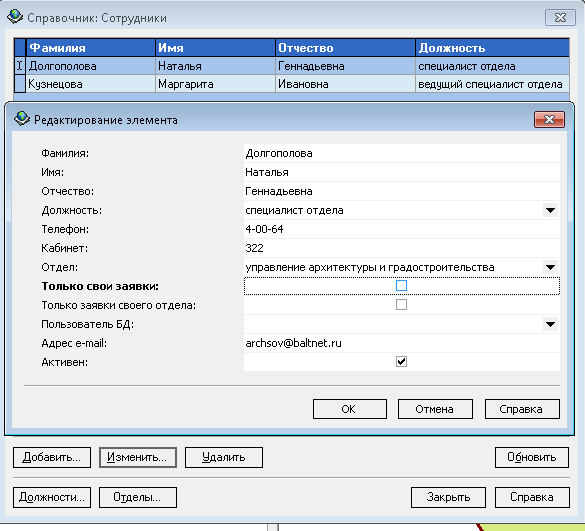 Справочник: Сотрудники
Фамилия Имя Отчество Должность
Долгополова Наталья Геннадьевна специалист отдела
Кузнецова Маргарита Ивановна ведущий специалист отдела
Редактирование элемента
Фамилия: Долгополова
Имя: Наталья
Отчество: Геннадьевна
Должность: специалист отдела
Телефон: 4-00-64
Кабинет: 322
Отдел: управление архитектуры и градостроительства
Только свои заявки:
Только заявки своего отдела:
Пользователь БД:
Адрес e-mail: archsov@baltnet.ru
Активен:
ОК Отмена Справка
Добавить... Изменить... Удалить Обновить
Должности... Отделы... Закрыть Справка